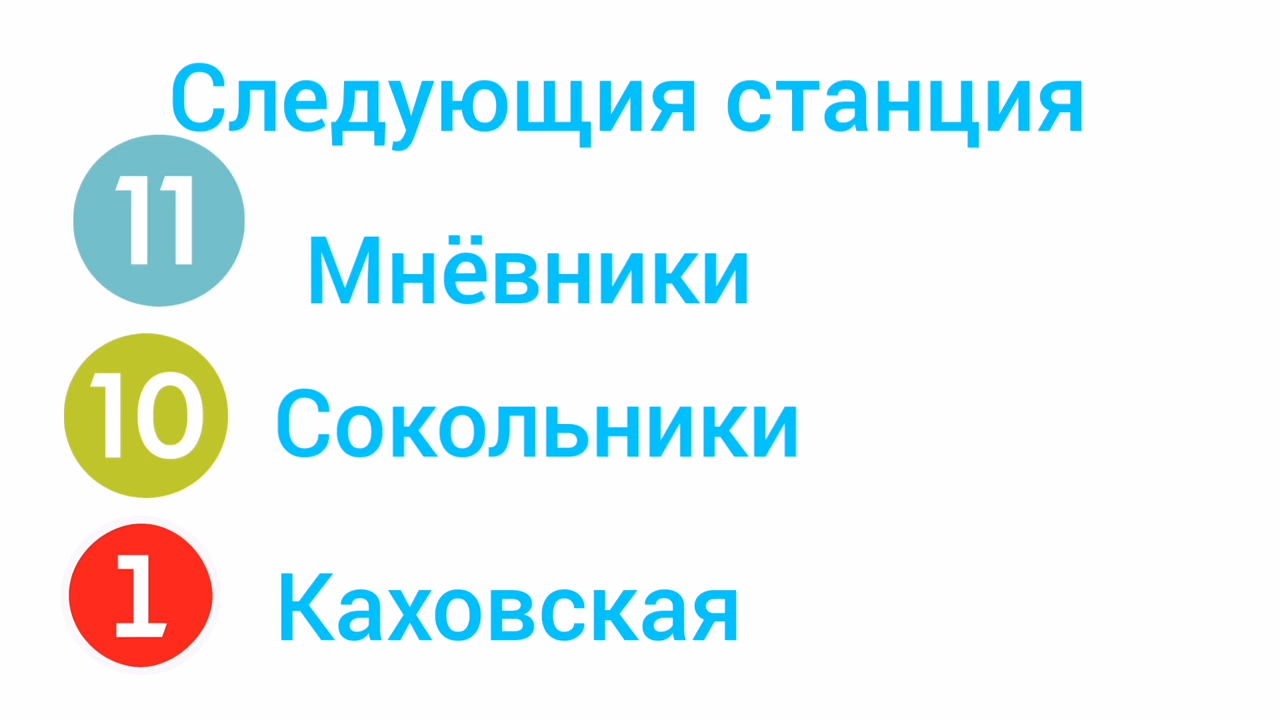 Следующия станция
11
Мнёвники
10
Сокольники
1
Каховская